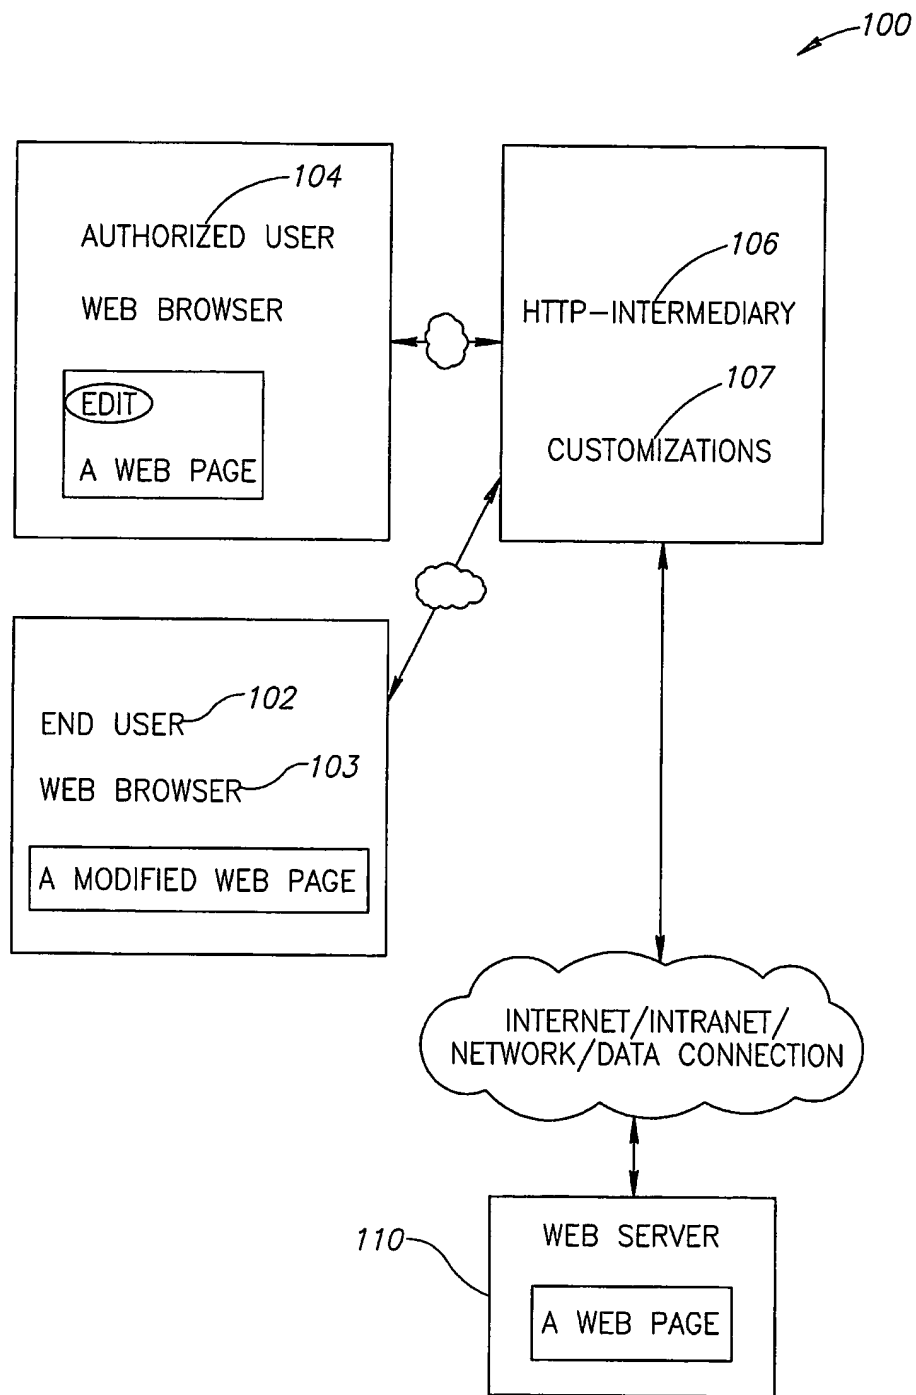 100
104
AUTHORIZED USER
WEB BROWSER
EDIT
A WEB PAGE
106
HTTP-INTERMEDIARY
107
CUSTOMIZATIONS
102
END USER
103
WEB BROWSER
A MODIFIED WEB PAGE
INTERNET/INTRANET/
NETWORK/DATA CONNECTION
110
WEB SERVER
A WEB PAGE